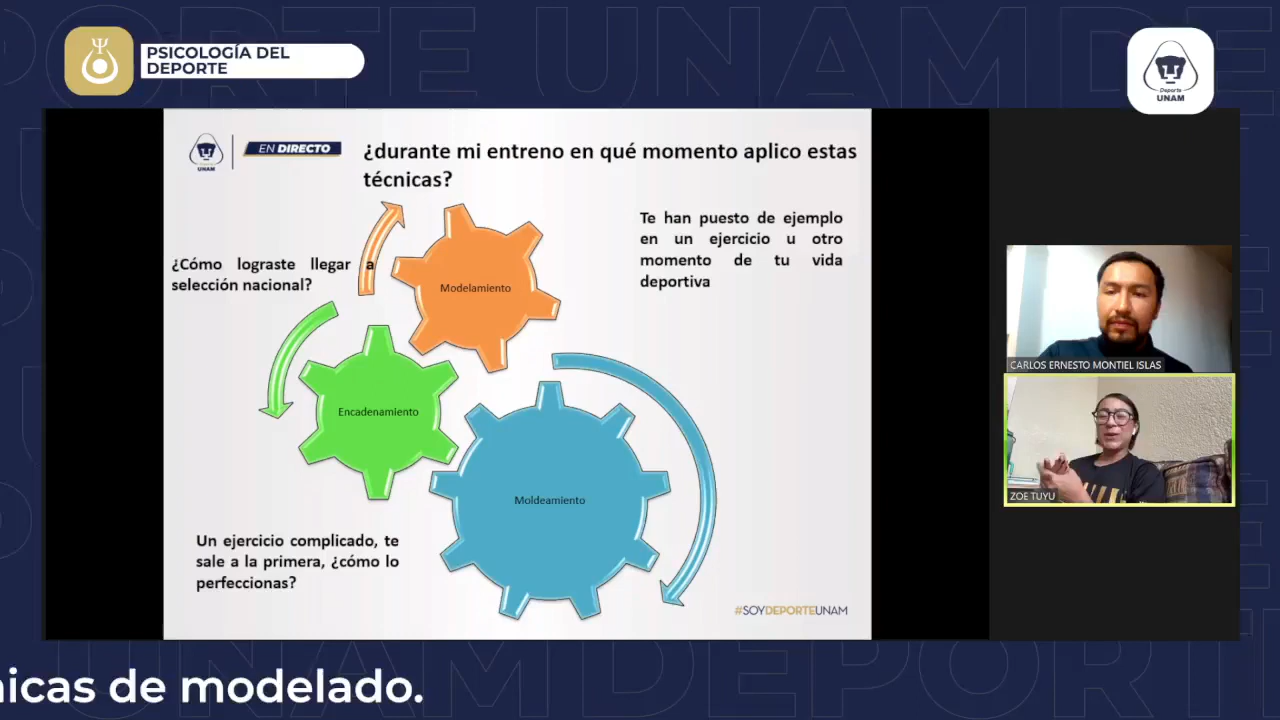 PSICOLOGÍA DEL
DEPORTE
Deporte
UNAM
UNAM
EN DIRECTO
¿durante mi entreno en qué momento aplico estas
técnicas?
Te han puesto de ejemplo
en un ejercicio u otro
momento de tu vida
deportiva
¿Cómo lograste llegar a
selección nacional?
Modelamiento
Encadenamiento
Moldeamiento
Un ejercicio complicado, te
sale a la primera, ¿cómo lo
perfeccionas?
#SOYDEPORTEUNAM
CARLOS ERNESTO MONTIEL ISLAS
ZOE TUYU
nicas de modelado.